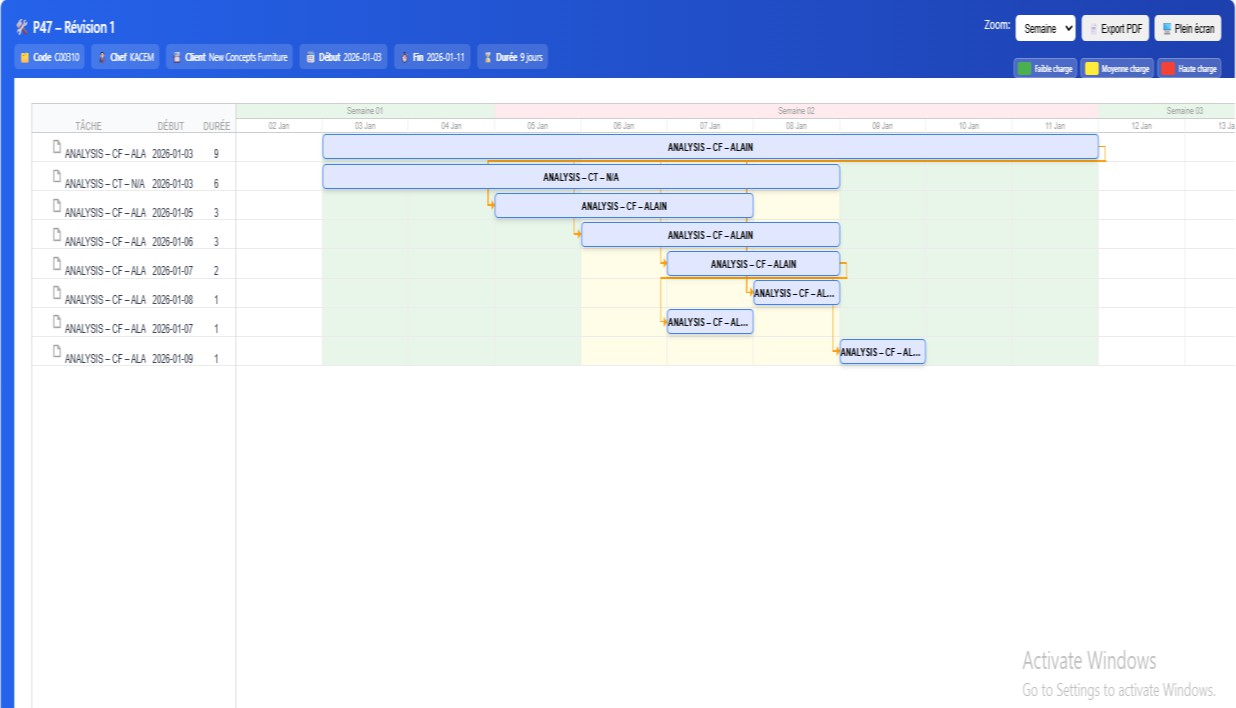 P47 – Révision 1
Zoom: Semaine Export PDF Plein écran
Code C00310 Chef KACEM Client New Concepts Furniture Début 2026-01-03 Fin 2026-01-11 Durée 9 jours
Faible charge Moyenne charge Haute charge
Semaine 01 Semaine 02 Semaine 03
TÂCHE DÉBUT DURÉE 02 Jan 03 Jan 04 Jan 05 Jan 06 Jan 07 Jan 08 Jan 09 Jan 10 Jan 11 Jan 12 Jan 13 Ja
ANALYSIS – CF – ALA 2026-01-03 9 ANALYSIS – CF – ALAIN
ANALYSIS – CT – N/A 2026-01-03 6 ANALYSIS – CT – N/A
ANALYSIS – CF – ALA 2026-01-05 3 ANALYSIS – CF – ALAIN
ANALYSIS – CF – ALA 2026-01-06 3 ANALYSIS – CF – ALAIN
ANALYSIS – CF – ALA 2026-01-07 2 ANALYSIS – CF – ALAIN
ANALYSIS – CF – ALA 2026-01-08 1 ANALYSIS – CF – AL...
ANALYSIS – CF – ALA 2026-01-07 1 ANALYSIS – CF – AL...
ANALYSIS – CF – ALA 2026-01-09 1 ANALYSIS – CF – AL...
Activate Windows
Go to Settings to activate Windows.